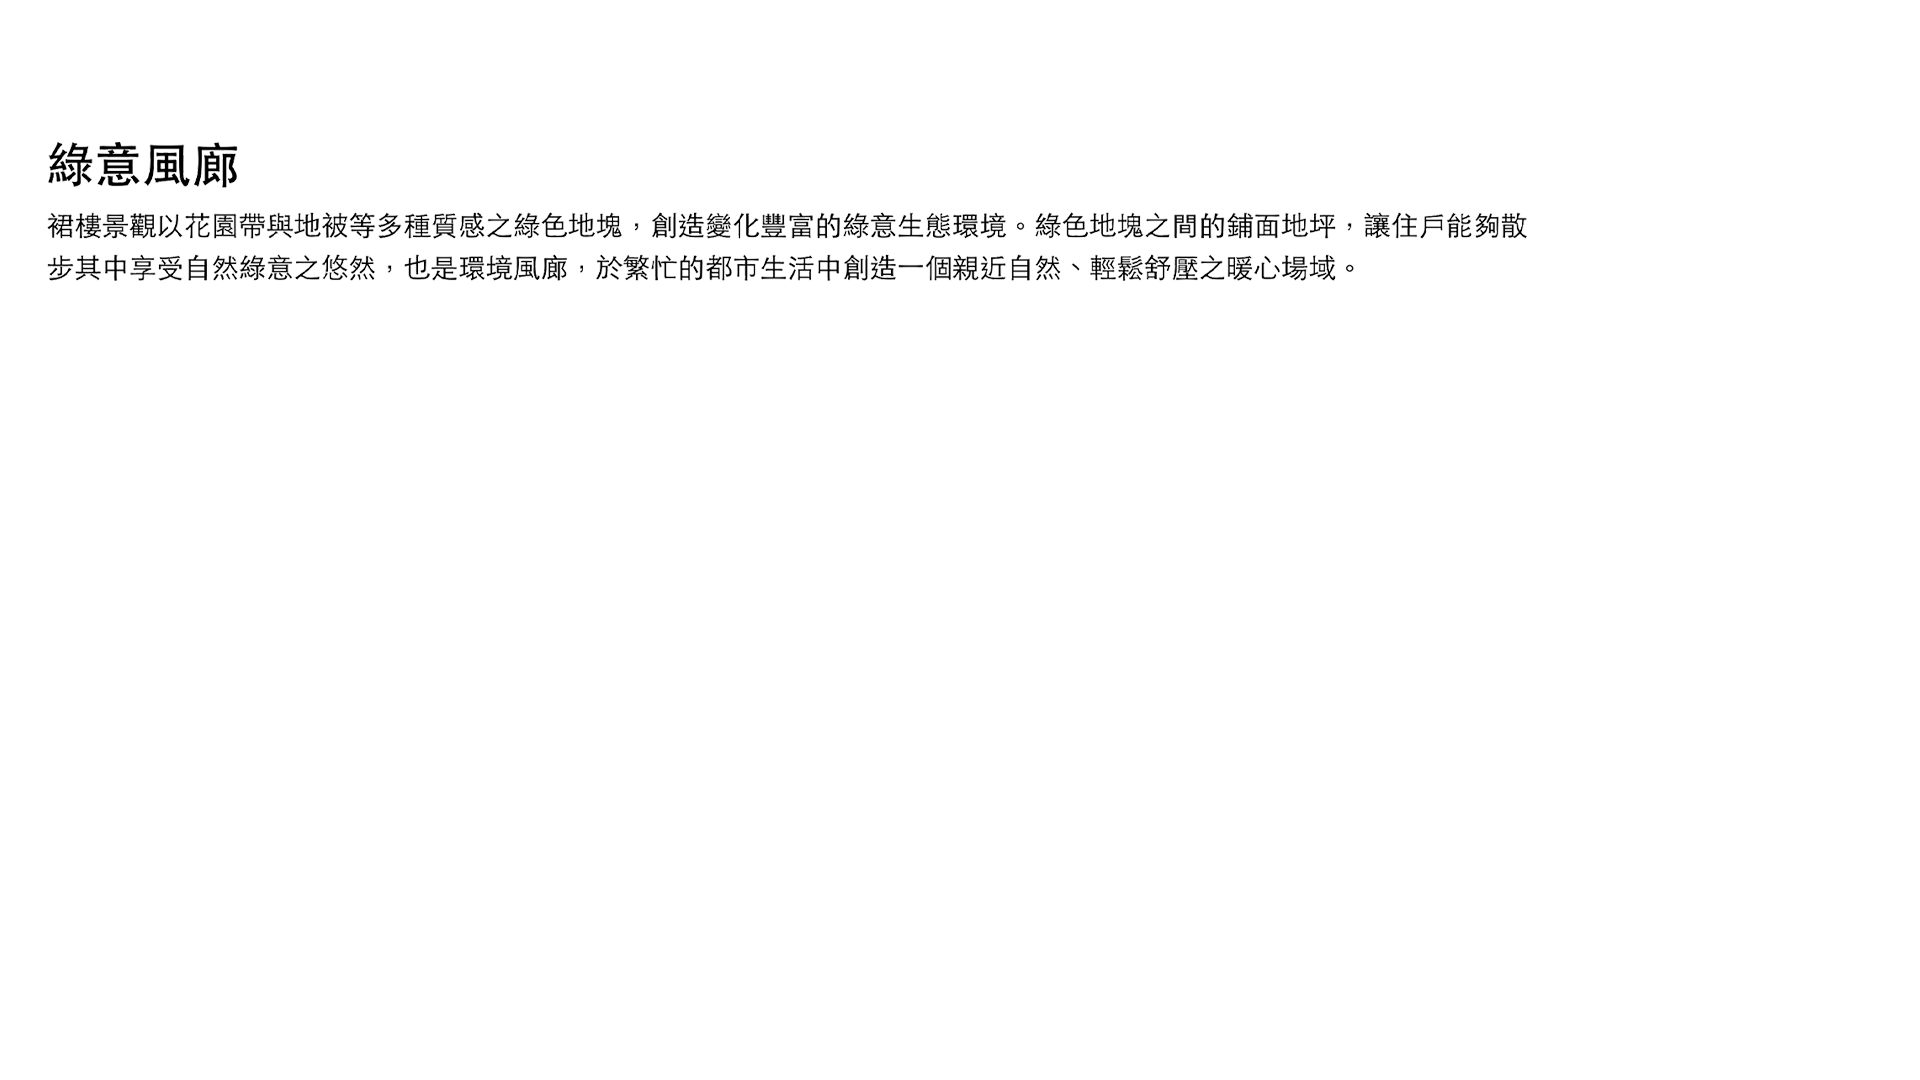 綠意風廊
裙樓景觀以花園帶與地被等多種質感之綠色地塊，創造變化豐富的綠意生態環境。綠色地塊之間的鋪面地坪，讓住戶能夠散
步其中享受自然綠意之悠然，也是環境風廊，於繁忙的都市生活中創造一個親近自然、輕鬆舒壓之暖心場域。